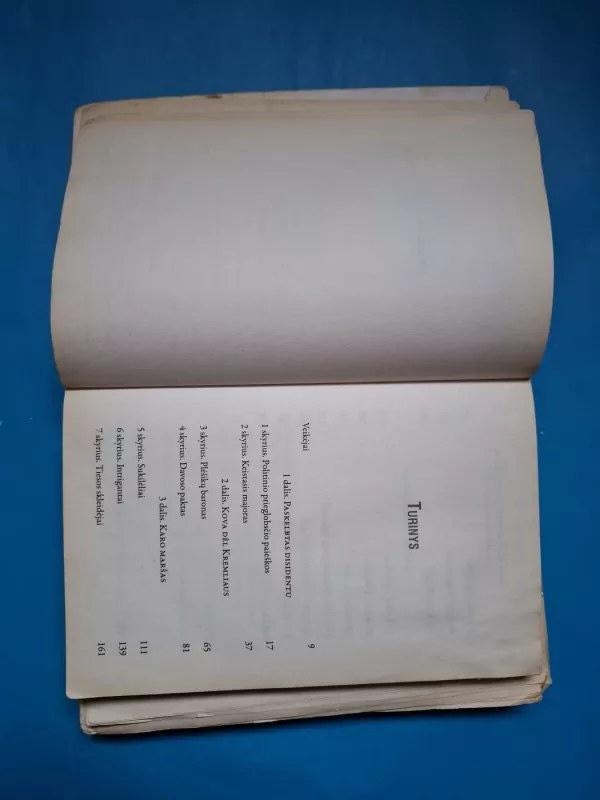 TURINYS
Veikėjai 9
1 dalis. PASKELBTAS DISIDENTU
1 skyrius. Politinio prieglobsčio paieškos 17
2 skyrius. Keistasis majoras 37
2 dalis. KOVA DĖL KREMLIAUS
3 skyrius. Plėšikų baronas 65
4 skyrius. Davoso paktas 81
3 dalis. KARO MARŠAS
5 skyrius. Sukilėliai 111
6 skyrius. Intrigantai 139
7 skyrius. Tiesos skleidėjai 161